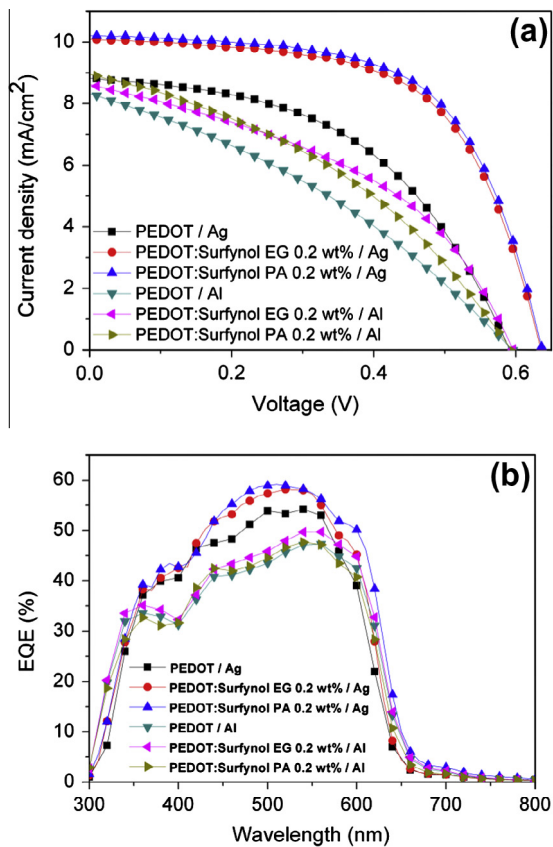 (a)
Current density (mA/cm²)
10
8
6
4
2
0
PEDOT / Ag
PEDOT:Surfynol EG 0.2 wt% / Ag
PEDOT:Surfynol PA 0.2 wt% / Ag
PEDOT / Al
PEDOT:Surfynol EG 0.2 wt% / Al
PEDOT:Surfynol PA 0.2 wt% / Al
0.0 0.2 0.4 0.6
Voltage (V)
(b)
EQE (%)
60
50
40
30
20
10
0
PEDOT / Ag
PEDOT:Surfynol EG 0.2 wt% / Ag
PEDOT:Surfynol PA 0.2 wt% / Ag
PEDOT / Al
PEDOT:Surfynol EG 0.2 wt% / Al
PEDOT:Surfynol PA 0.2 wt% / Al
300 400 500 600 700 800
Wavelength (nm)